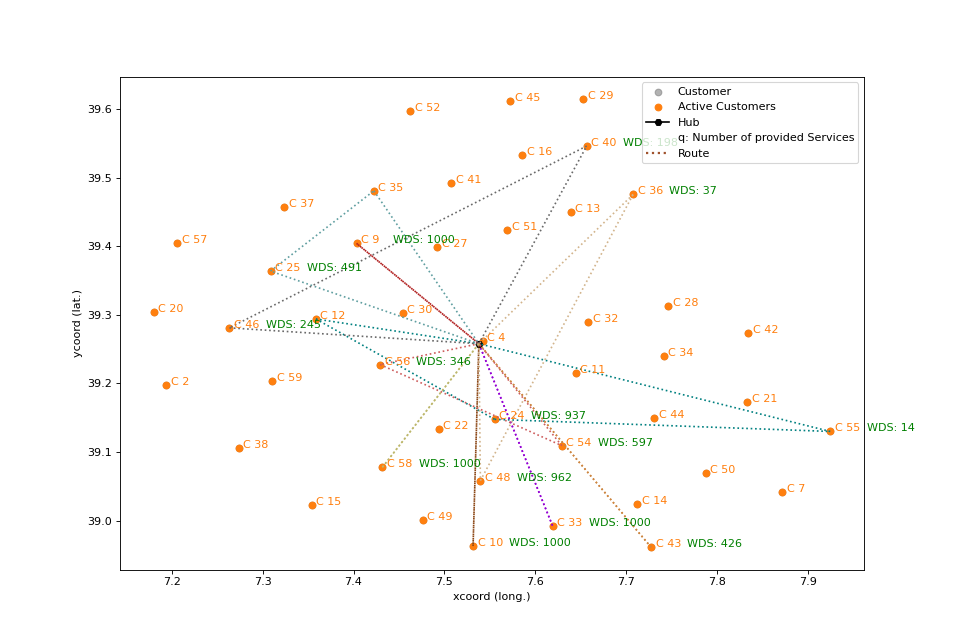 Customer
Active Customers
Hub
q: Number of provided Services
Route
39.6
39.5
39.4
39.3
39.2
39.1
39.0
ycoord (lat.)
7.2
7.3
7.4
7.5
7.6
7.7
7.8
7.9
xcoord (long.)
C 52
C 45
C 29
C 40 WDS: 198
C 16
C 41
C 35
C 36 WDS: 37
C 37
C 13
C 51
C 57
C 9 WDS: 1000
C 27
C 25 WDS: 491
C 20
C 46 WDS: 245
C 12
C 30
C 28
C 32
C 42
C 4
C 34
C 56 WDS: 346
C 11
C 2
C 59
C 21
C 24 WDS: 937
C 44
C 55 WDS: 14
C 22
C 38
C 54 WDS: 597
C 58 WDS: 1000
C 50
C 48 WDS: 962
C 7
C 15
C 14
C 49
C 33 WDS: 1000
C 10 WDS: 1000
C 43 WDS: 426